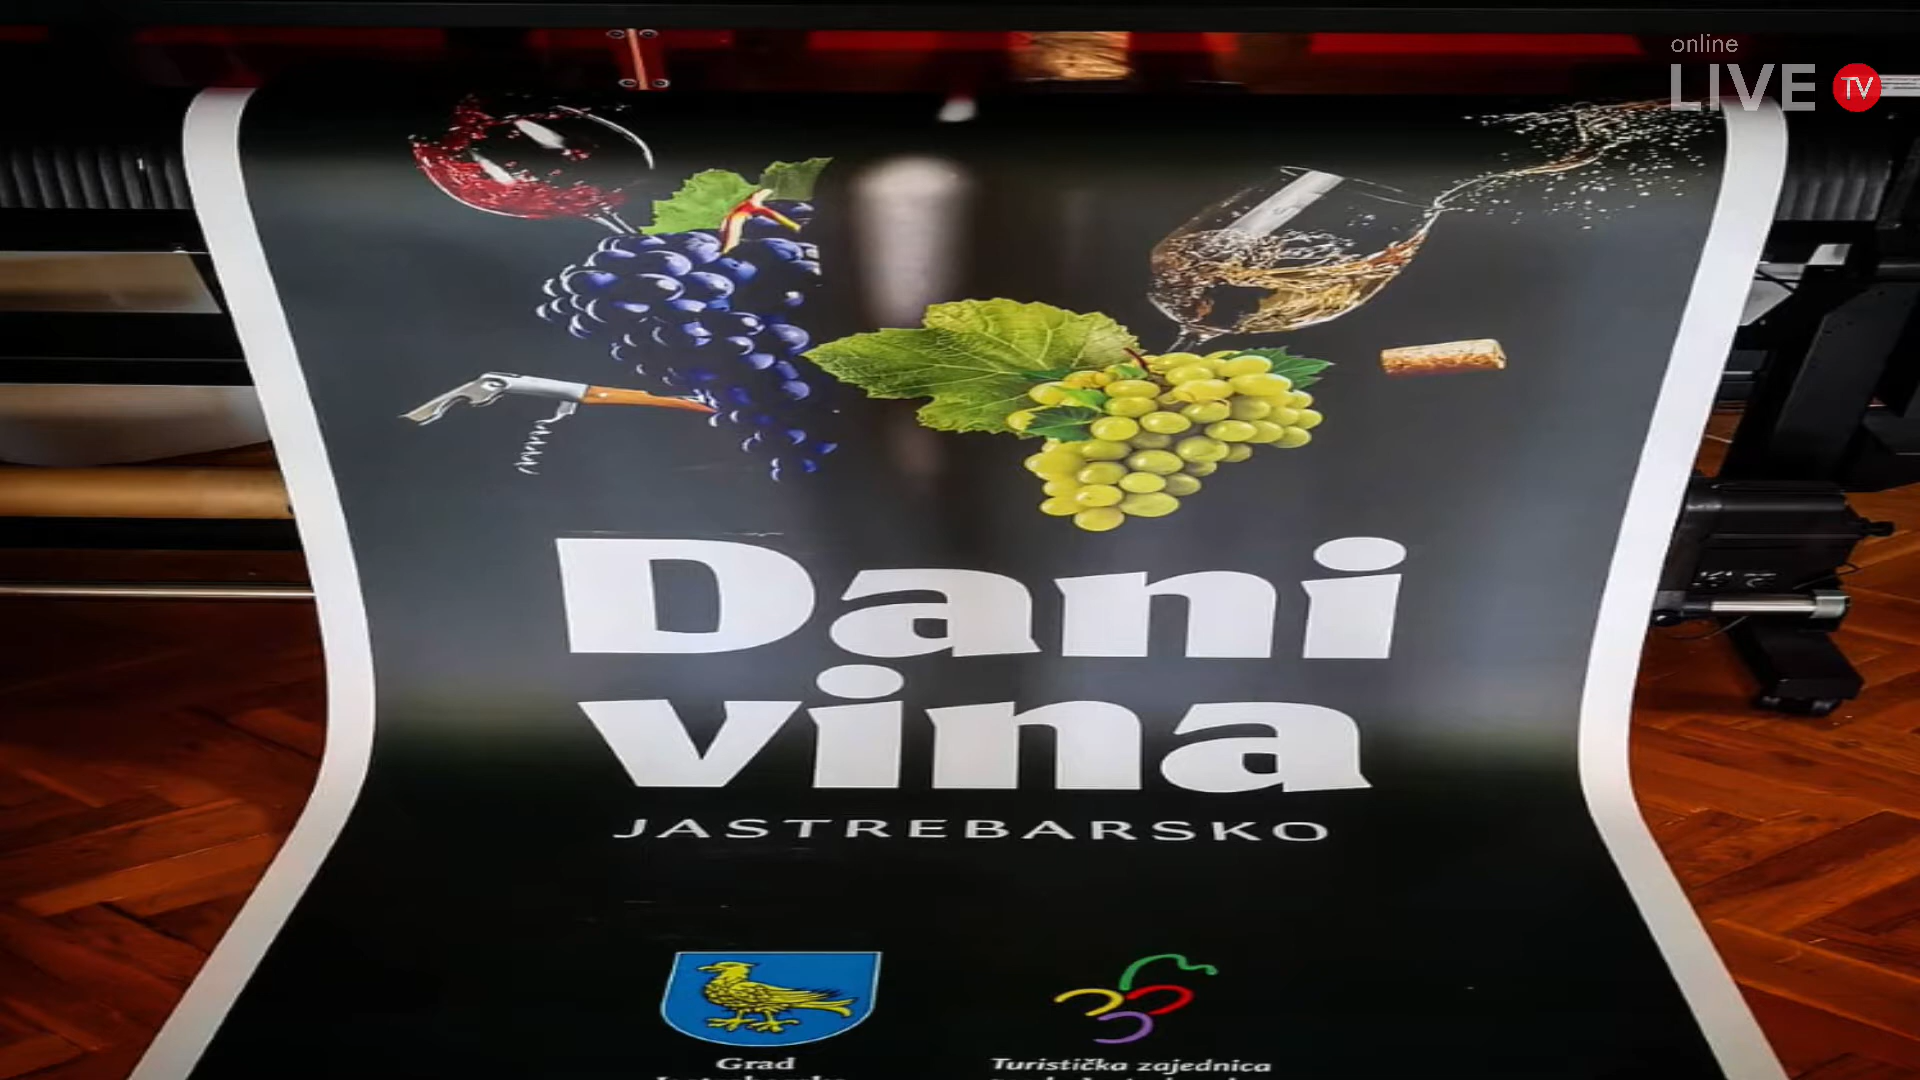 online
LIVE TV
Dani
vina
JASTREBARSKO
Grad
Turistička zajednica